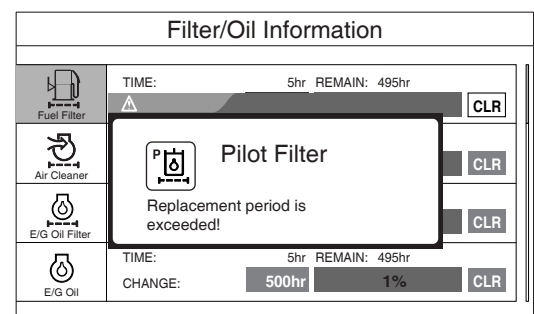 Filter/Oil Information
Fuel Filter
TIME: 5hr REMAIN: 495hr
CLR
Air Cleaner
CLR
P
Pilot Filter
Replacement period is
exceeded!
E/G Oil Filter
CLR
E/G Oil
TIME: 5hr REMAIN: 495hr
CHANGE: 500hr 1% CLR